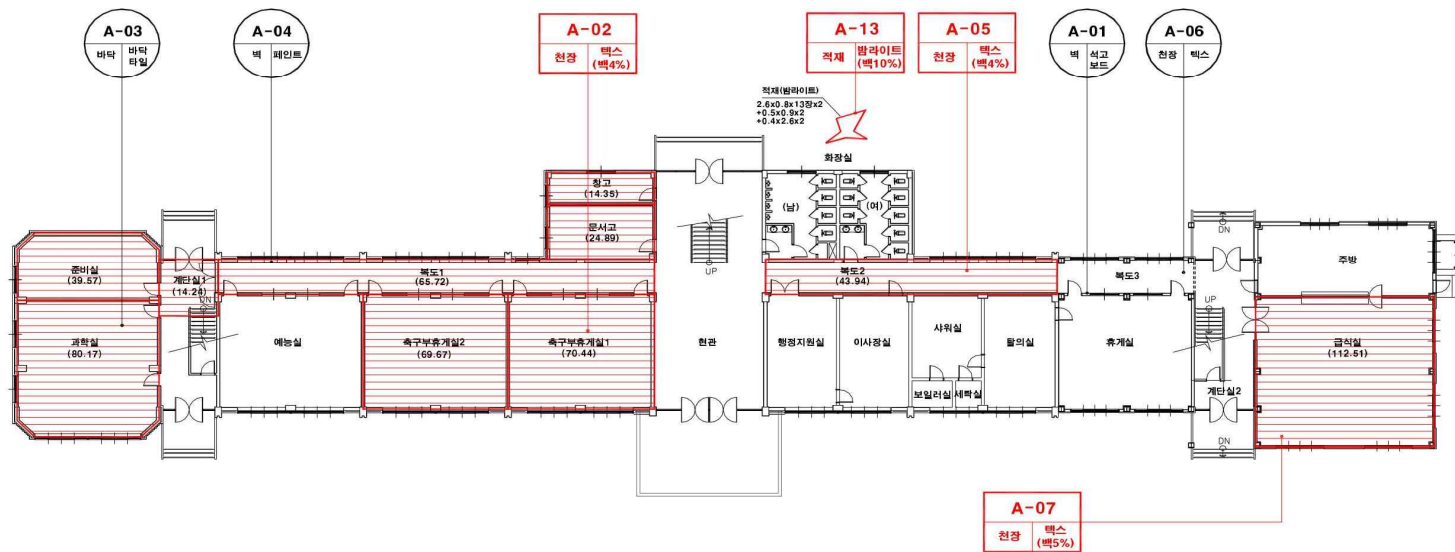 A-03
바닥 바닥
타일
A-04
벽 페인트
A-02
천장 텍스
(백4%)
A-13
적재 밤라이트
(백10%)
A-05
천장 텍스
(백4%)
A-01
벽 석고
보드
A-06
천장 텍스
적재(밤라이트)
2.6x0.8x13장x2
+0.5x0.9x2
+0.4x2.6x2
화장실
창고
(14.35)
(남)
(여)
문서고
(24.89)
DN
UP
준비실
(39.57)
계단실1
(14.24)
복도1
(65.72)
복도2
(43.94)
복도3
주방
DN
UP
과학실
(80.17)
예능실
축구부휴게실2
(69.67)
축구부휴게실1
(70.44)
현관
행정지원실
이사장실
샤워실
탈의실
휴게실
급식실
(112.51)
보일러실
세탁실
계단실2
DN
A-07
천장 텍스
(백5%)